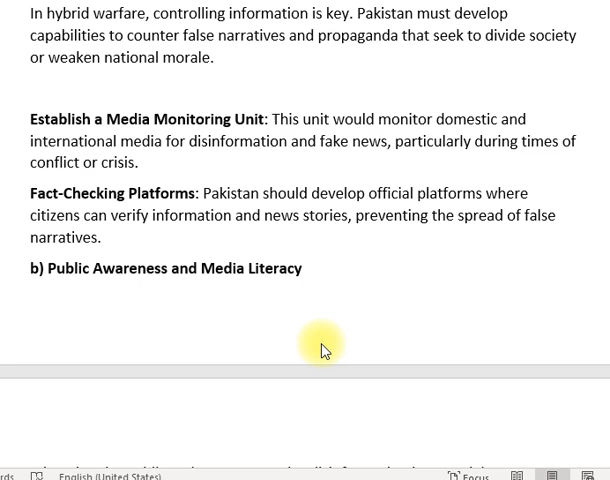 In hybrid warfare, controlling information is key. Pakistan must develop
capabilities to counter false narratives and propaganda that seek to divide society
or weaken national morale.
Establish a Media Monitoring Unit: This unit would monitor domestic and
international media for disinformation and fake news, particularly during times of
conflict or crisis.
Fact-Checking Platforms: Pakistan should develop official platforms where
citizens can verify information and news stories, preventing the spread of false
narratives.
b) Public Awareness and Media Literacy
rds English (United States) Focus